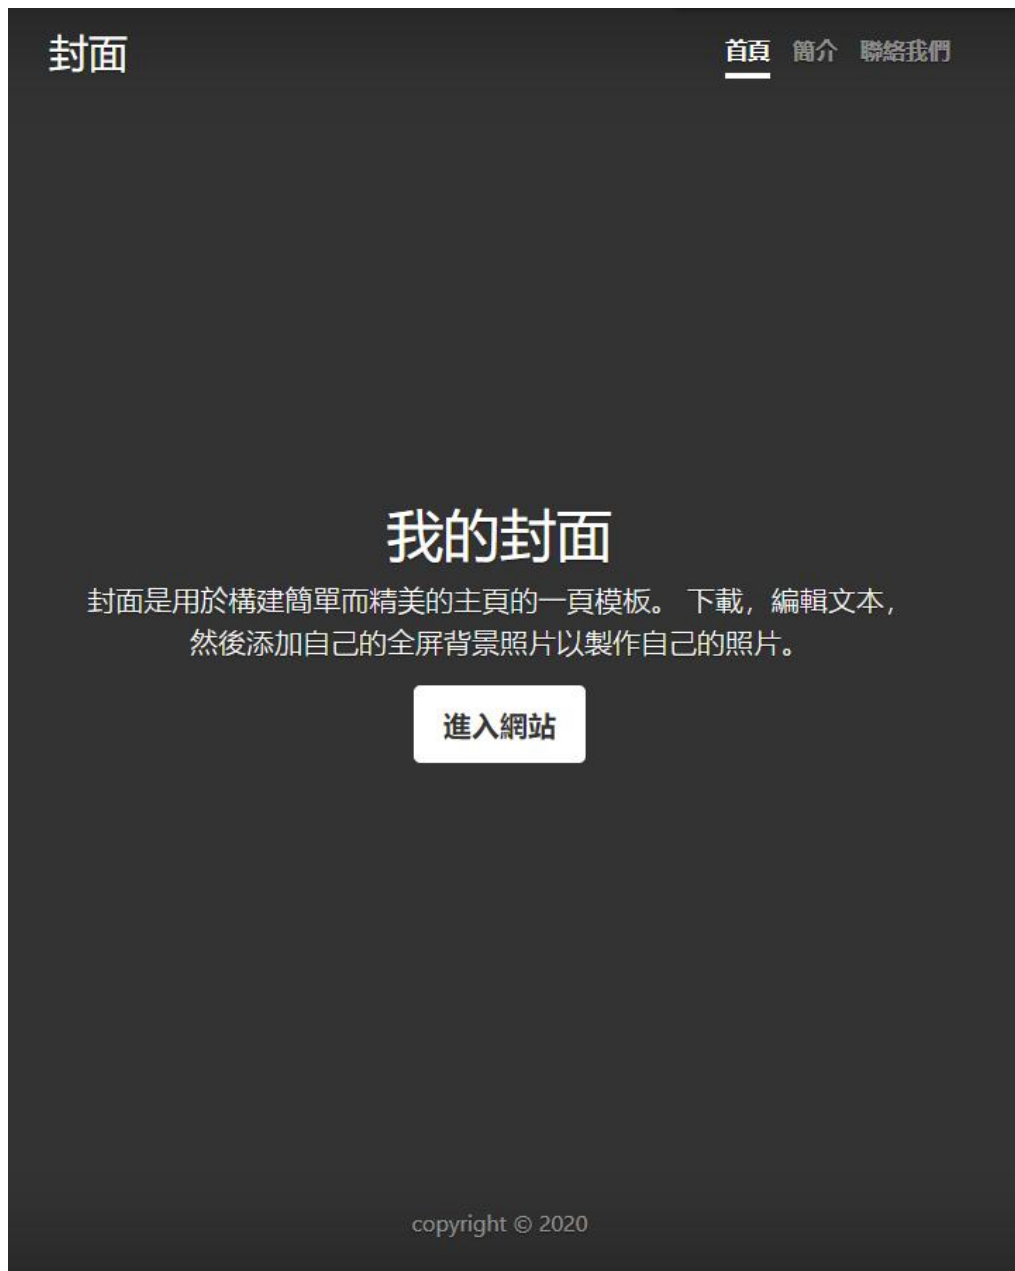 封面
首頁 簡介 聯絡我們
我的封面
封面是用於構建簡單而精美的主頁的一頁模板。 下載，編輯文本，
然後添加自己的全屏背景照片以製作自己的照片。
進入網站
copyright © 2020